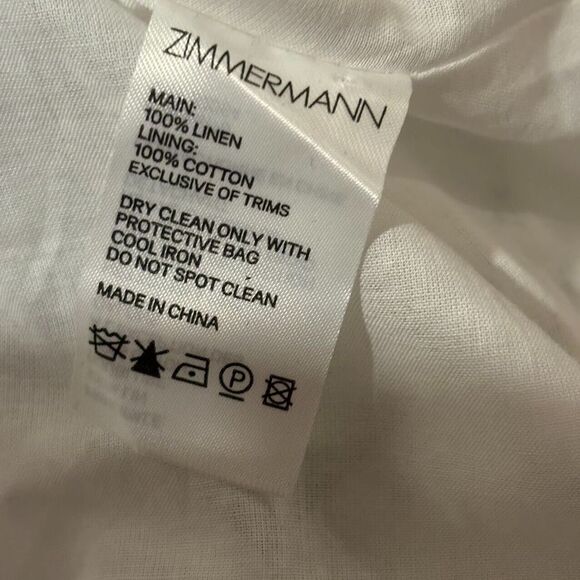 ZIMMERMANN
MAIN:
100% LINEN
LINING:
100% COTTON
EXCLUSIVE OF TRIMS
DRY CLEAN ONLY WITH
PROTECTIVE BAG
COOL IRON
DO NOT SPOT CLEAN
MADE IN CHINA
P